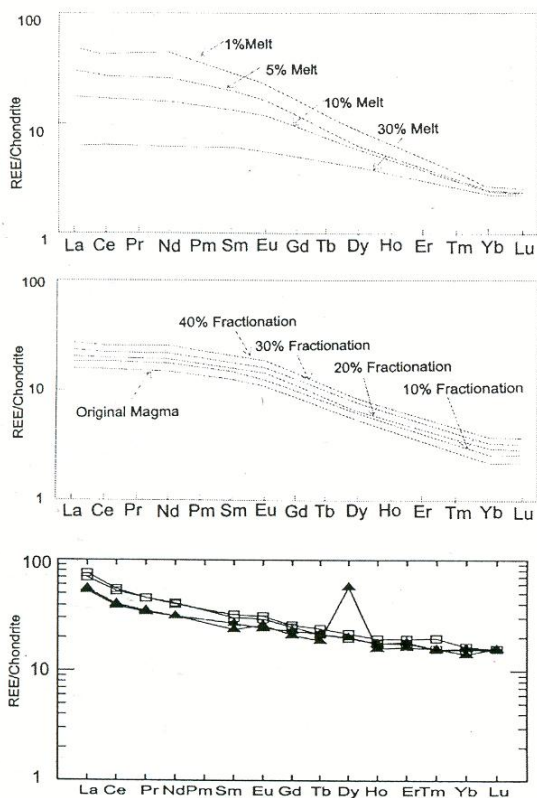 100
1%Melt
5% Melt
10% Melt
30% Melt
10
REE/Chondrite
1
La Ce Pr Nd Pm Sm Eu Gd Tb Dy Ho Er Tm Yb Lu
100
40% Fractionation
30% Fractionation
20% Fractionation
10% Fractionation
10
Original Magma
REE/Chondrite
1
La Ce Pr Nd Pm Sm Eu Gd Tb Dy Ho Er Tm Yb Lu
100
10
REE/Chondrite
1
La Ce Pr NdPm Sm Eu Gd Tb Dy Ho ErTm Yb Lu